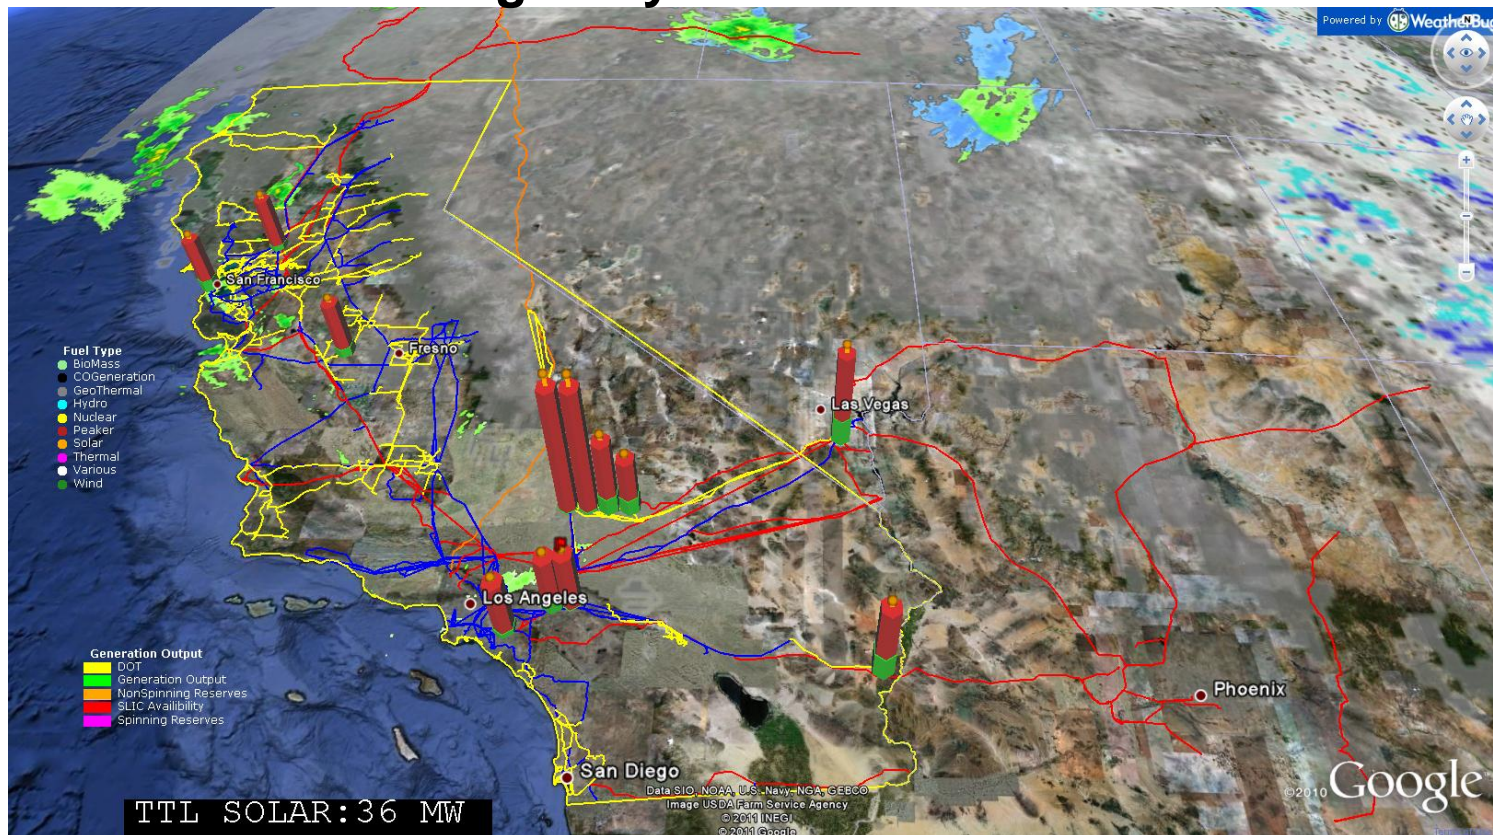 Powered by WeatherBug
N
San Francisco
Fresno
Fuel Type
BioMass
COGeneration
GeoThermal
Hydro
Nuclear
Peaker
Solar
Thermal
Various
Wind
Las Vegas
Los Angeles
Generation Output
DOT
Generation Output
NonSpinning Reserves
SLIC Availibility
Spinning Reserves
Phoenix
San Diego
Data SIO, NOAA, U.S. Navy, NGA, GEBCO
Image USDA Farm Service Agency
© 2011 INEGI
© 2011 Google
©2010 Google
TTL SOLAR:36 MW